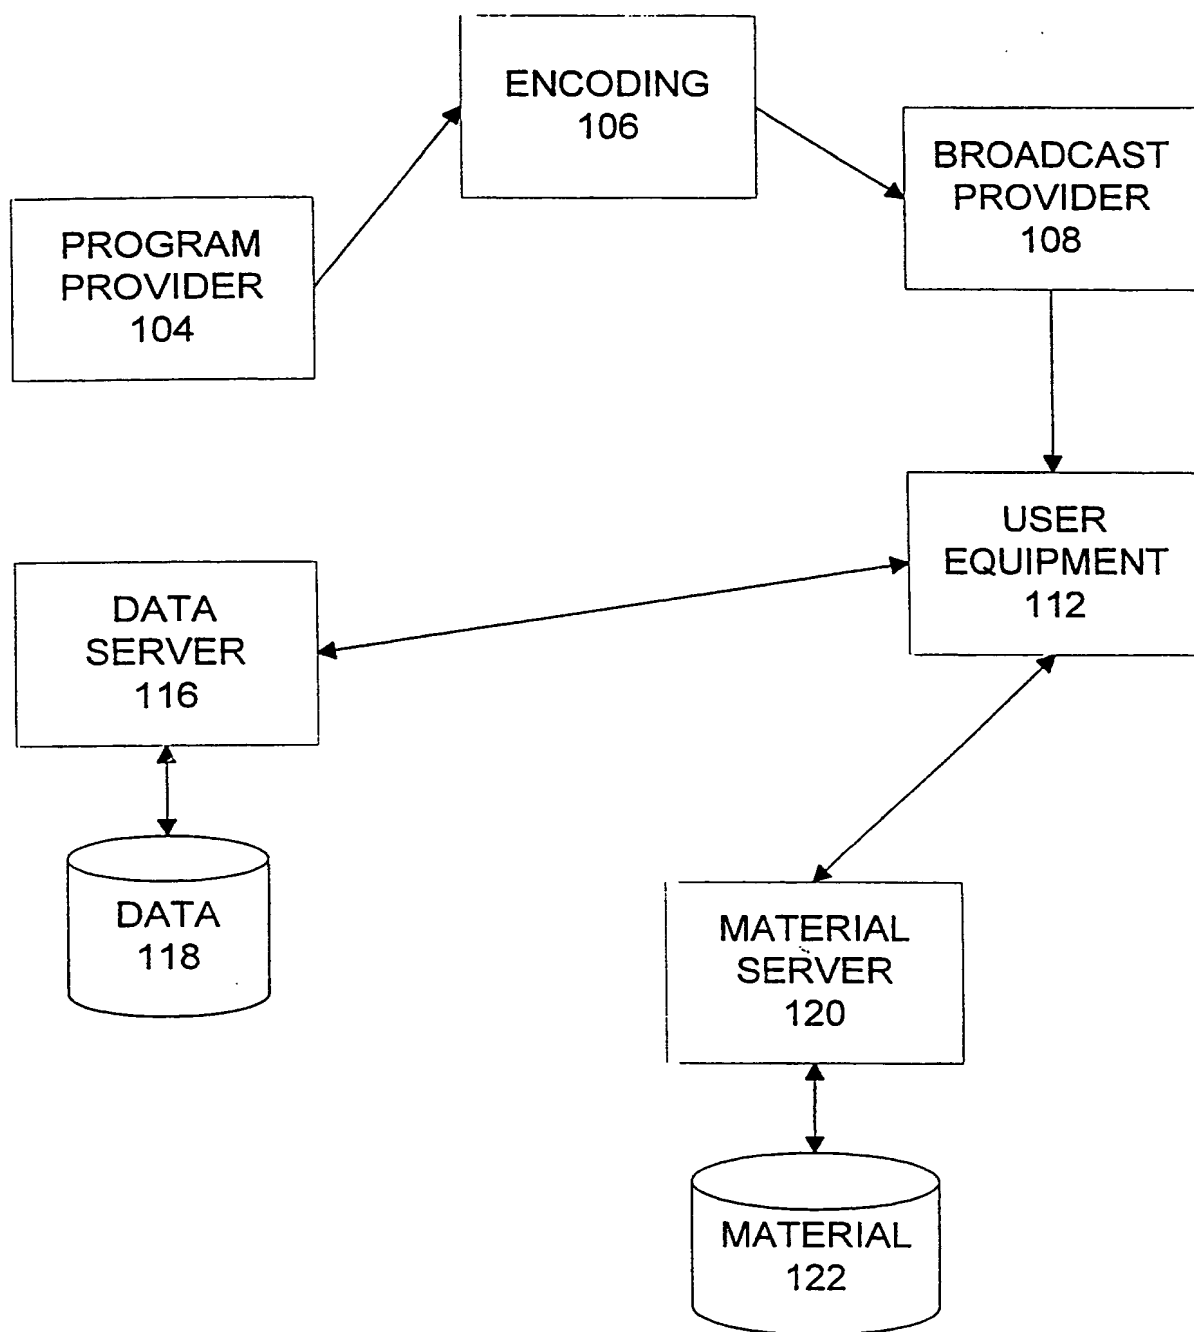 ENCODING
106
BROADCAST
PROVIDER
108
PROGRAM
PROVIDER
104
USER
EQUIPMENT
112
DATA
SERVER
116
DATA
118
MATERIAL
SERVER
120
MATERIAL
122